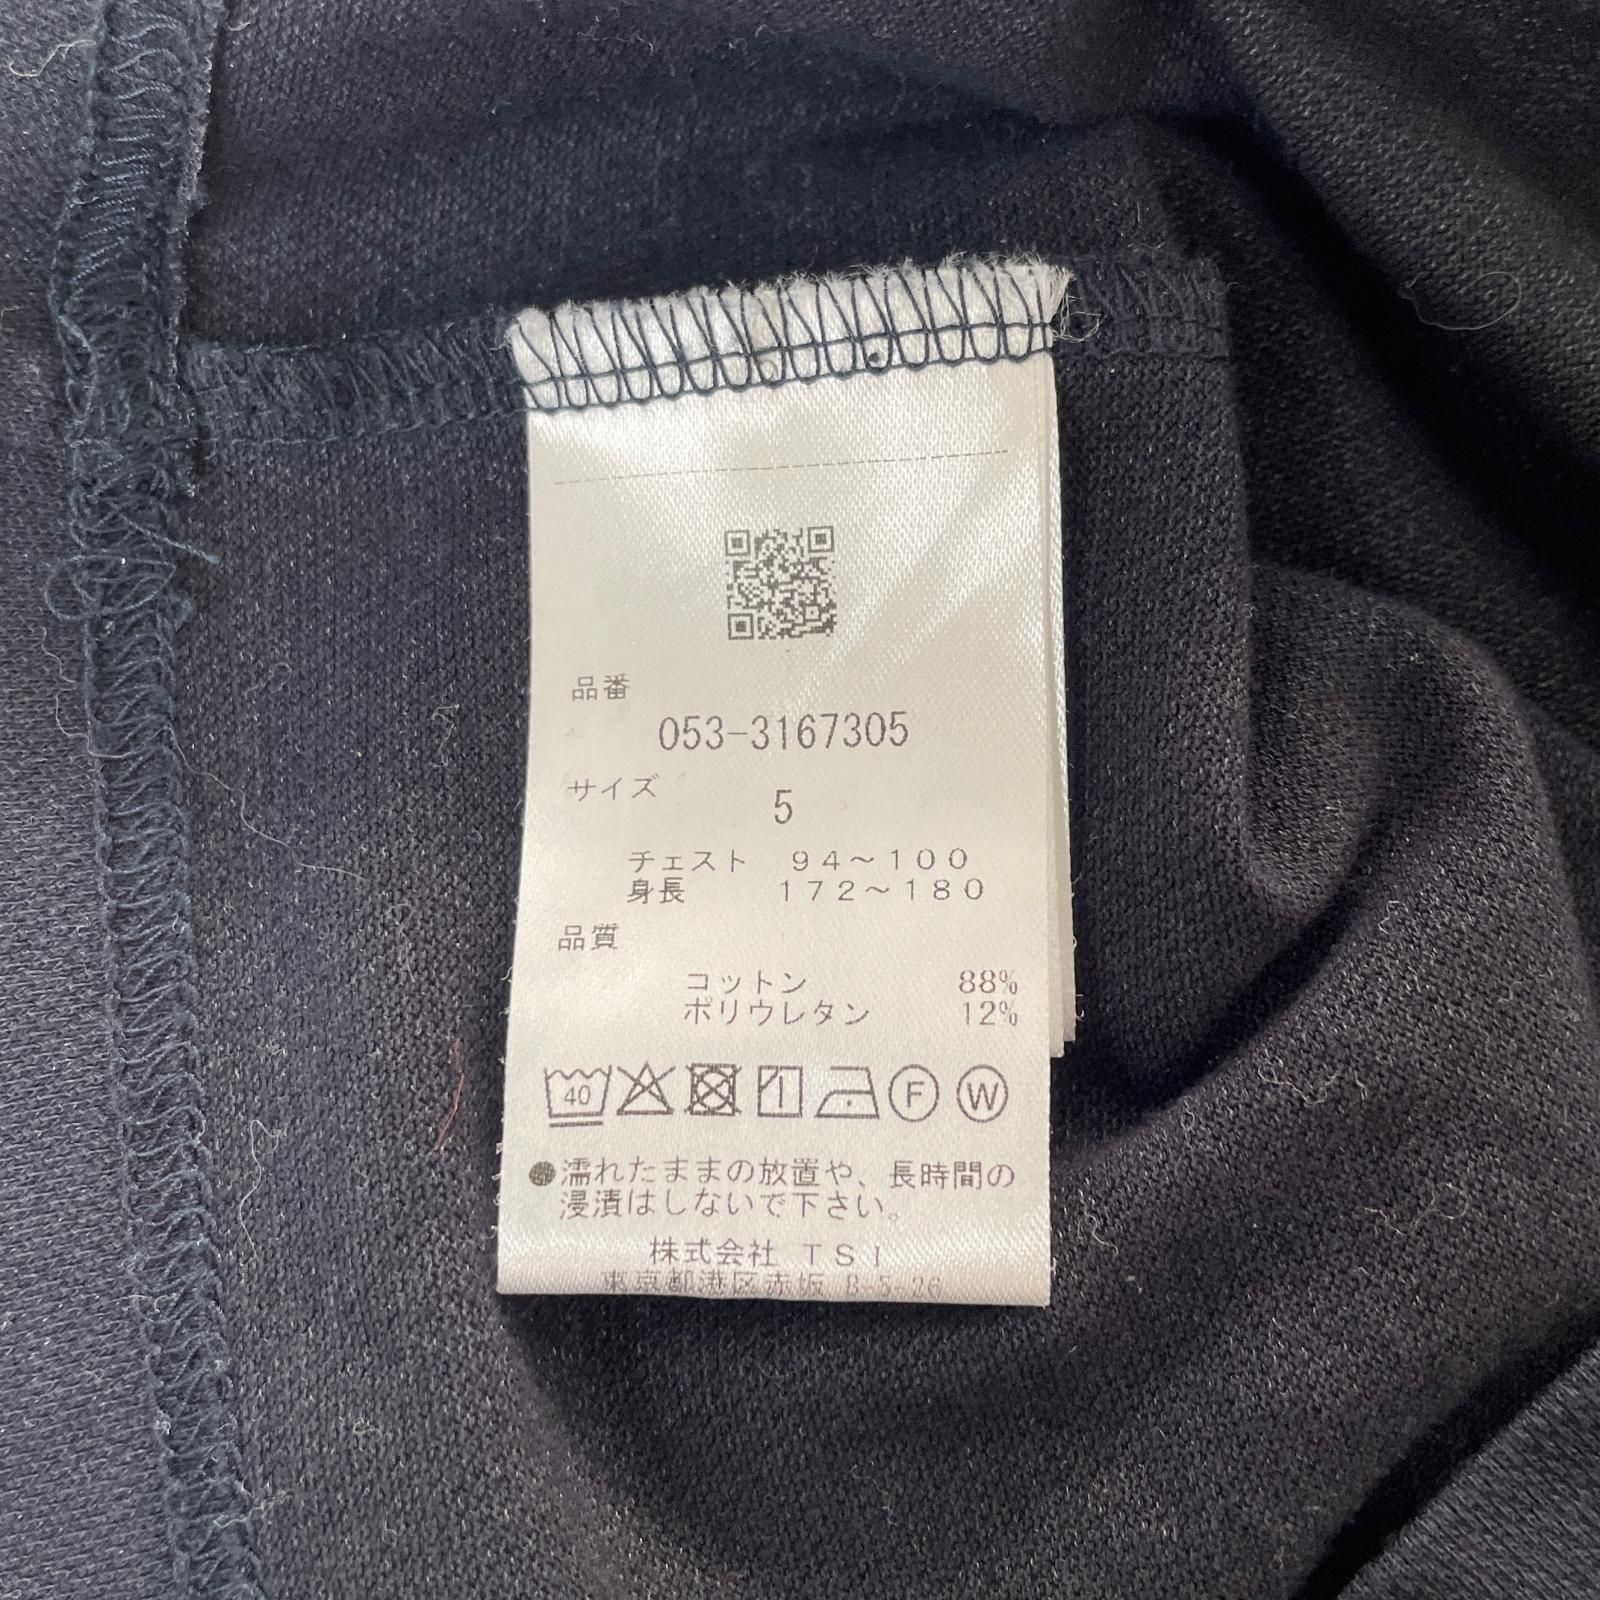 品番
053-3167305
サイズ
5
チェスト 94～100
身長 172～180
品質
コットン 88%
ポリウレタン 12%
40 1 F W
●濡れたままの放置や、長時間の
浸漬はしないで下さい。
株式会社 TSI
東京都港区赤坂 8-5-26